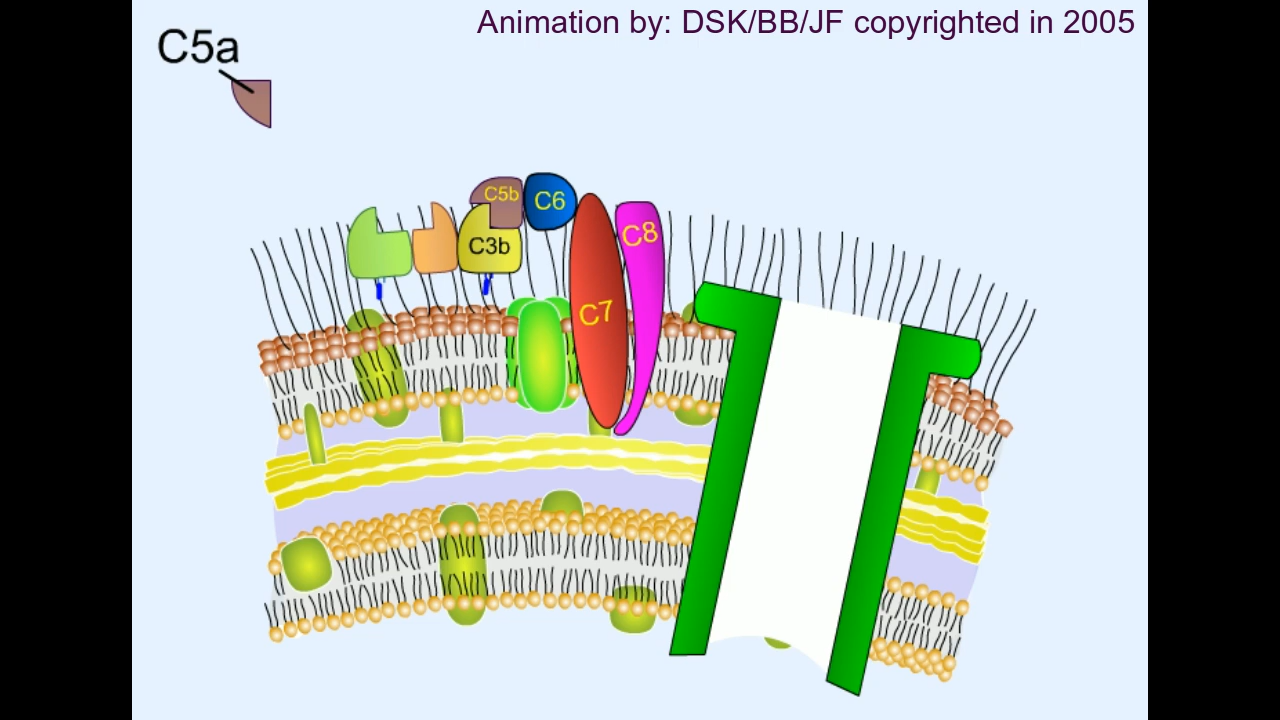 Animation by: DSK/BB/JF copyrighted in 2005
C5a
C5b
C6
C3b
C8
C7